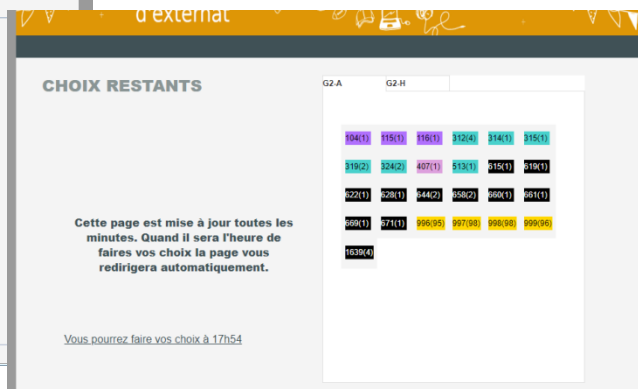 d'externat
CHOIX RESTANTS
G2-A G2-H
104(1) 115(1) 116(1) 312(4) 314(1) 315(1)
319(2) 324(2) 407(1) 513(1) 615(1) 619(1)
622(1) 628(1) 644(2) 658(2) 660(1) 661(1)
669(1) 671(1) 996(95) 997(98) 998(98) 999(96)
1639(4)
Cette page est mise à jour toutes les
minutes. Quand il sera l'heure de
faires vos choix la page vous
redirigera automatiquement.
Vous pourrez faire vos choix à 17h54